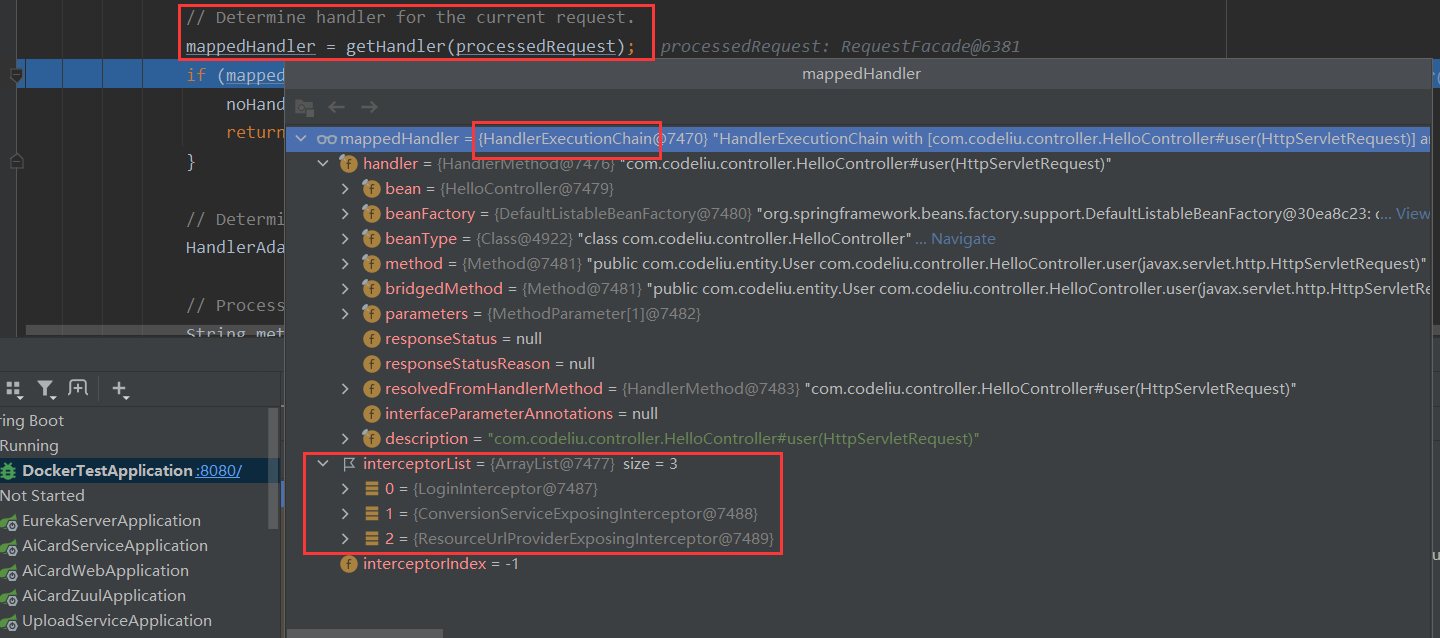 // Determine handler for the current request.
mappedHandler = getHandler(processedRequest); processedRequest: RequestFacade@6381
if (mapped
mappedHandler
noHand
return
}
// Determi
HandlerAda
// Process
String met
mappedHandler = {HandlerExecutionChain@7470} "HandlerExecutionChain with [com.codeliu.controller.HelloController#user(HttpServletRequest)] a
handler = {HandlerMethod@7476} "com.codeliu.controller.HelloController#user(HttpServletRequest)"
bean = {HelloController@7479}
beanFactory = {DefaultListableBeanFactory@7480} "org.springframework.beans.factory.support.DefaultListableBeanFactory@30ea8c23: ... View
beanType = {Class@4922} "class com.codeliu.controller.HelloController" ... Navigate
method = {Method@7481} "public com.codeliu.entity.User com.codeliu.controller.HelloController.user(javax.servlet.http.HttpServletRequest)"
bridgedMethod = {Method@7481} "public com.codeliu.entity.User com.codeliu.controller.HelloController.user(javax.servlet.http.HttpServletRe
parameters = {MethodParameter[1]@7482}
responseStatus = null
responseStatusReason = null
resolvedFromHandlerMethod = {HandlerMethod@7483} "com.codeliu.controller.HelloController#user(HttpServletRequest)"
interfaceParameterAnnotations = null
description = "com.codeliu.controller.HelloController#user(HttpServletRequest)"
interceptorList = {ArrayList@7477} size = 3
0 = {LoginInterceptor@7487}
1 = {ConversionServiceExposingInterceptor@7488}
2 = {ResourceUrlProviderExposingInterceptor@7489}
interceptorIndex = -1
ring Boot
Running
DockerTestApplication :8080/
Not Started
EurekaServerApplication
AiCardServiceApplication
AiCardWebApplication
AiCardZuulApplication
UploadServiceApplication